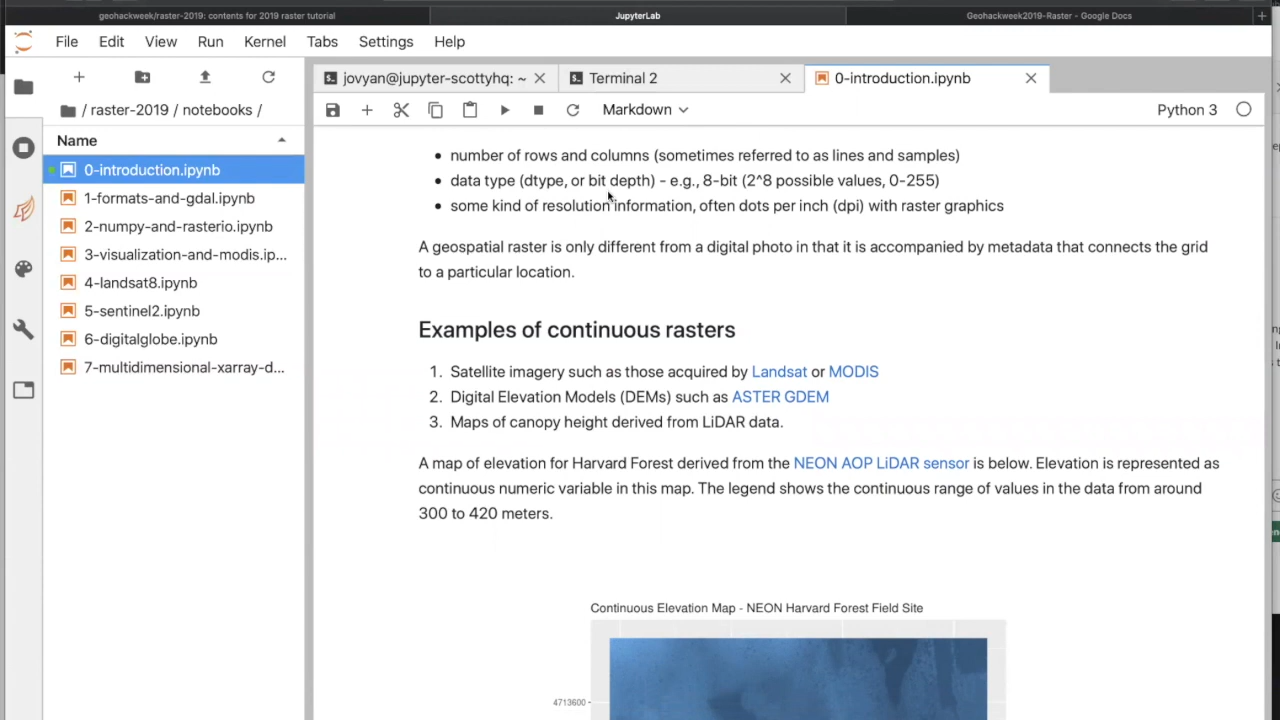 geohackweek/raster-2019: contents for 2019 raster tutorial
JupyterLab
Geohackweek2019-Raster - Google Docs
File Edit View Run Kernel Tabs Settings Help
jovyan@jupyter-scottyhq: ~
Terminal 2
0-introduction.ipynb
/ raster-2019 / notebooks /
Markdown
Python 3
Name
0-introduction.ipynb
1-formats-and-gdal.ipynb
2-numpy-and-rasterio.ipynb
3-visualization-and-modis.ip...
4-landsat8.ipynb
5-sentinel2.ipynb
6-digitalglobe.ipynb
7-multidimensional-xarray-d...
• number of rows and columns (sometimes referred to as lines and samples)
• data type (dtype, or bit depth) - e.g., 8-bit (2^8 possible values, 0-255)
• some kind of resolution information, often dots per inch (dpi) with raster graphics
A geospatial raster is only different from a digital photo in that it is accompanied by metadata that connects the grid
to a particular location.
Examples of continuous rasters
1. Satellite imagery such as those acquired by Landsat or MODIS
2. Digital Elevation Models (DEMs) such as ASTER GDEM
3. Maps of canopy height derived from LiDAR data.
A map of elevation for Harvard Forest derived from the NEON AOP LiDAR sensor is below. Elevation is represented as
continuous numeric variable in this map. The legend shows the continuous range of values in the data from around
300 to 420 meters.
Continuous Elevation Map - NEON Harvard Forest Field Site
4713600